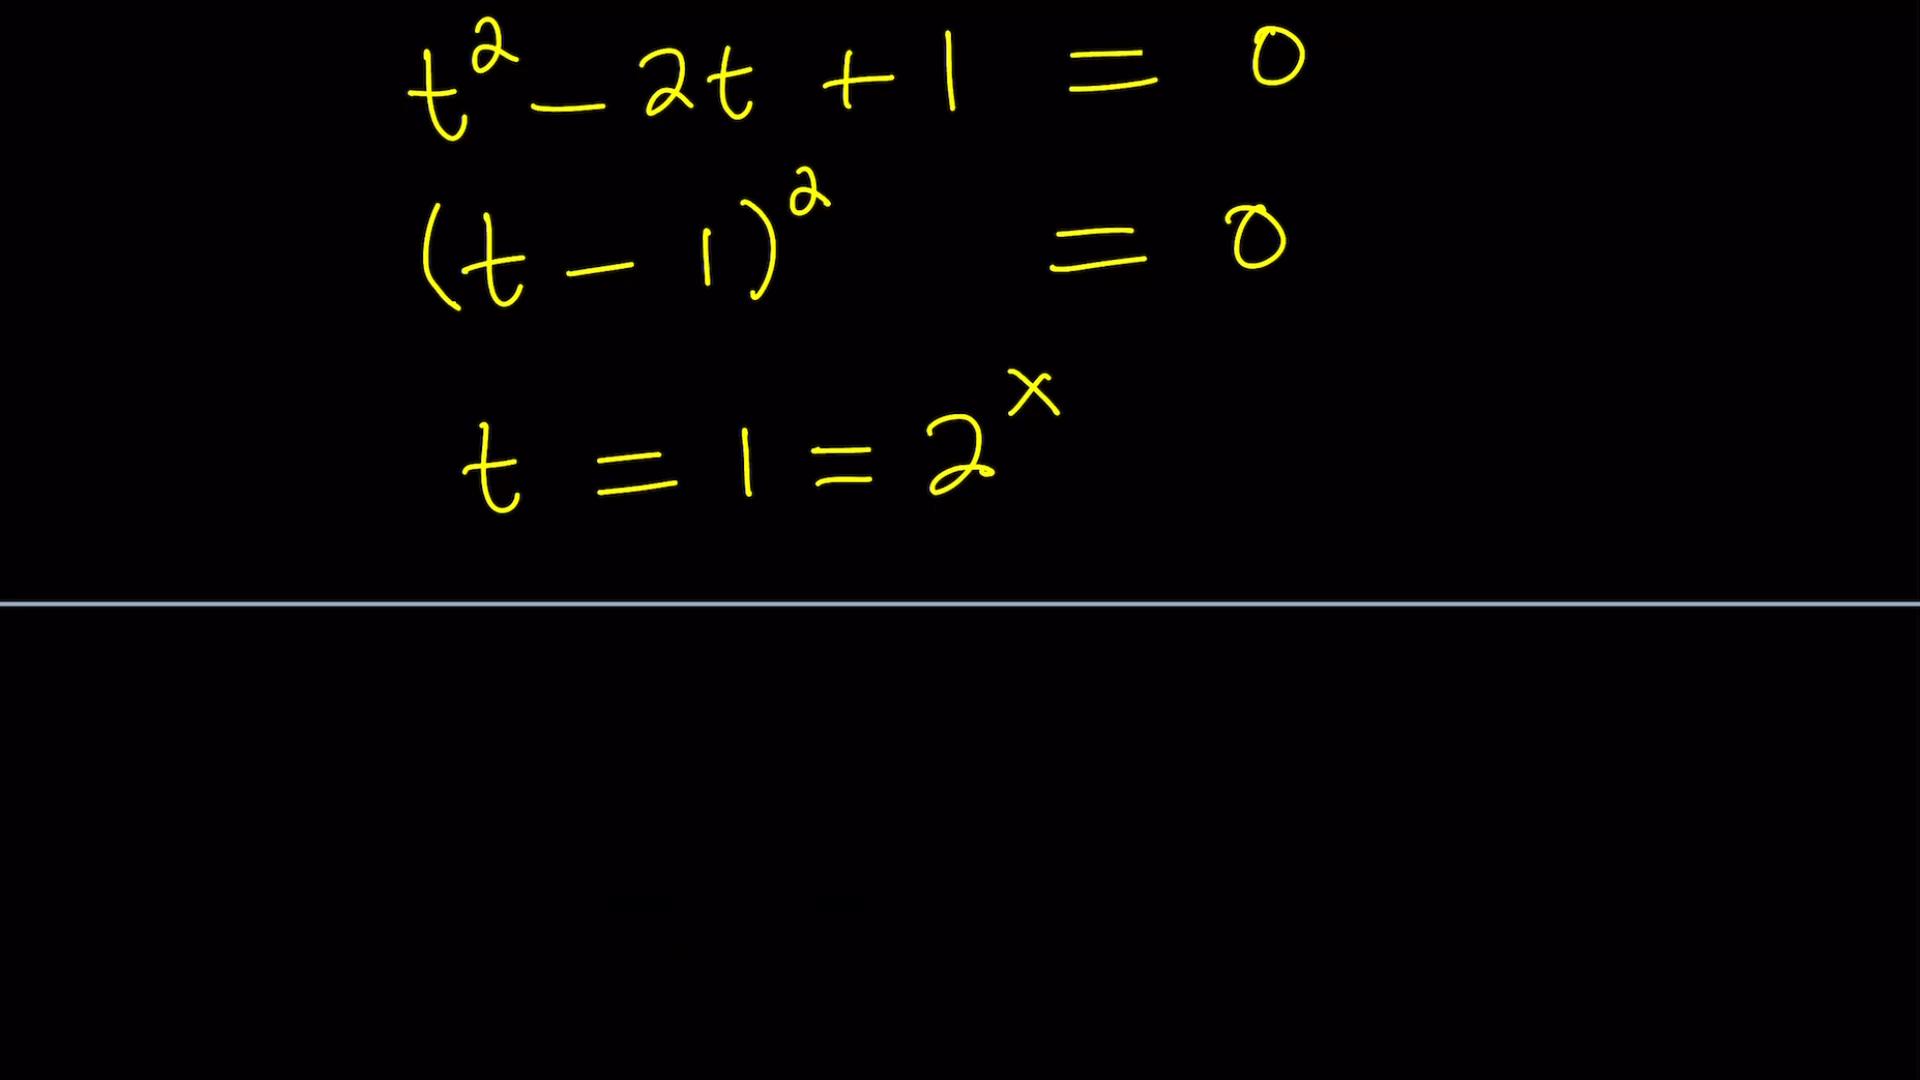 t² - 2t + 1 = 0
(t - 1)² = 0
t = 1 = 2ˣ